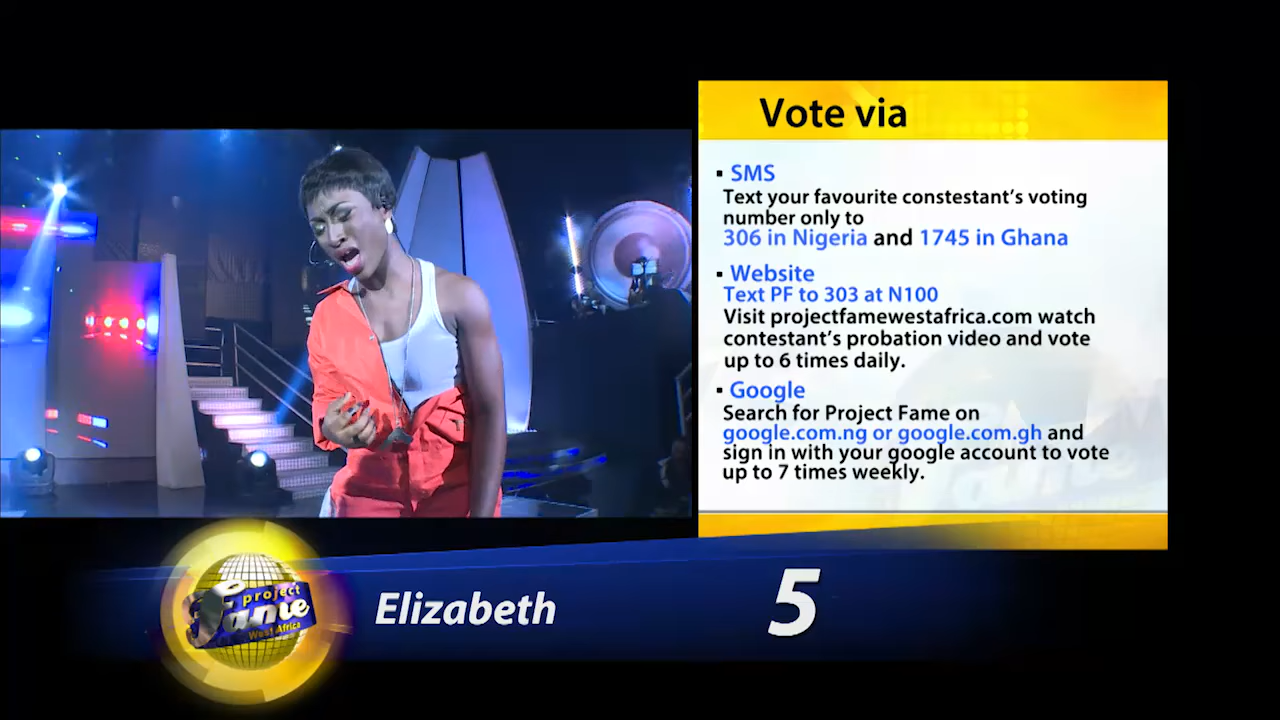 Vote via
▪ SMS
Text your favourite constestant's voting
number only to
306 in Nigeria and 1745 in Ghana
▪ Website
Text PF to 303 at N100
Visit projectfamewestafrica.com watch
contestant's probation video and vote
up to 6 times daily.
▪ Google
Search for Project Fame on
google.com.ng or google.com.gh and
sign in with your google account to vote
up to 7 times weekly.
project
Fame
West Africa
Elizabeth
5